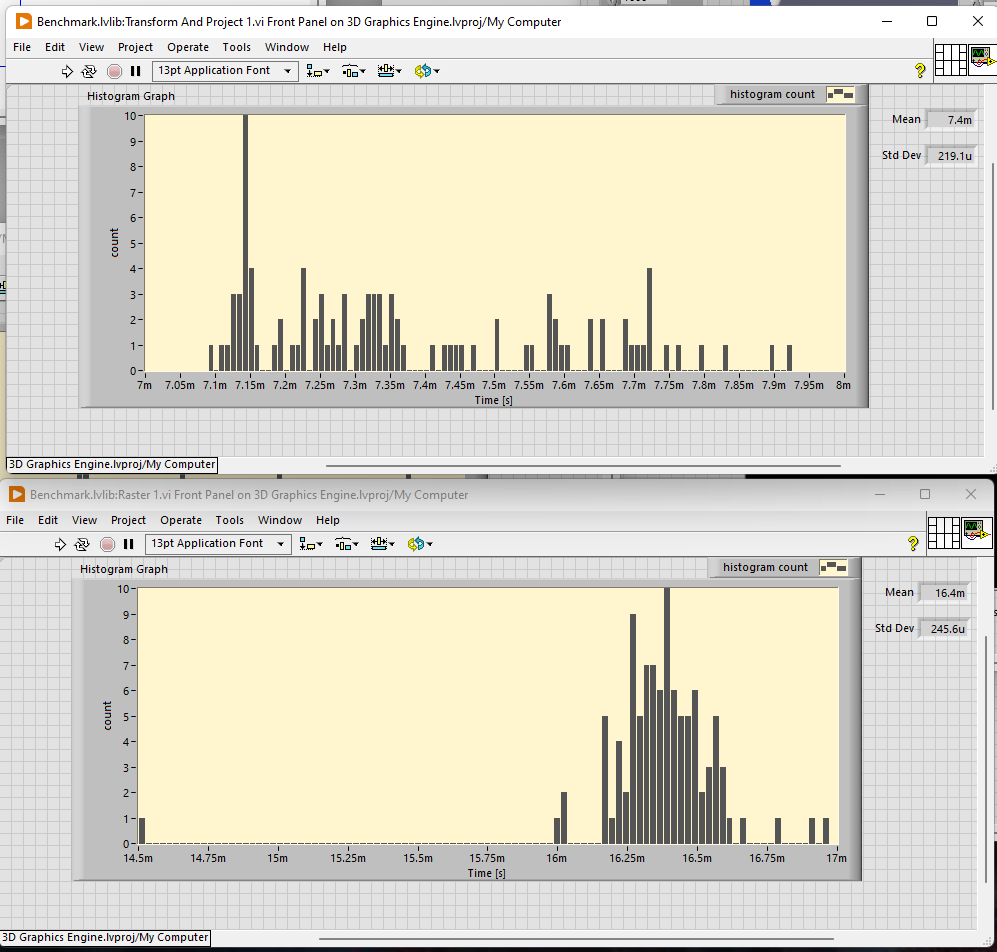 Benchmark.lvlib:Transform And Project 1.vi Front Panel on 3D Graphics Engine.lvproj/My Computer
File Edit View Project Operate Tools Window Help
13pt Application Font
?
Histogram Graph
histogram count
Mean 7.4m
Std Dev 219.1u
count
10
9
8
7
6
5
4
3
2
1
0
7m 7.05m 7.1m 7.15m 7.2m 7.25m 7.3m 7.35m 7.4m 7.45m 7.5m 7.55m 7.6m 7.65m 7.7m 7.75m 7.8m 7.85m 7.9m 7.95m 8m
Time [s]
3D Graphics Engine.lvproj/My Computer
Benchmark.lvlib:Raster 1.vi Front Panel on 3D Graphics Engine.lvproj/My Computer
File Edit View Project Operate Tools Window Help
13pt Application Font
?
Histogram Graph
histogram count
Mean 16.4m
Std Dev 245.6u
count
10
9
8
7
6
5
4
3
2
1
0
14.5m 14.75m 15m 15.25m 15.5m 15.75m 16m 16.25m 16.5m 16.75m 17m
Time [s]
3D Graphics Engine.lvproj/My Computer